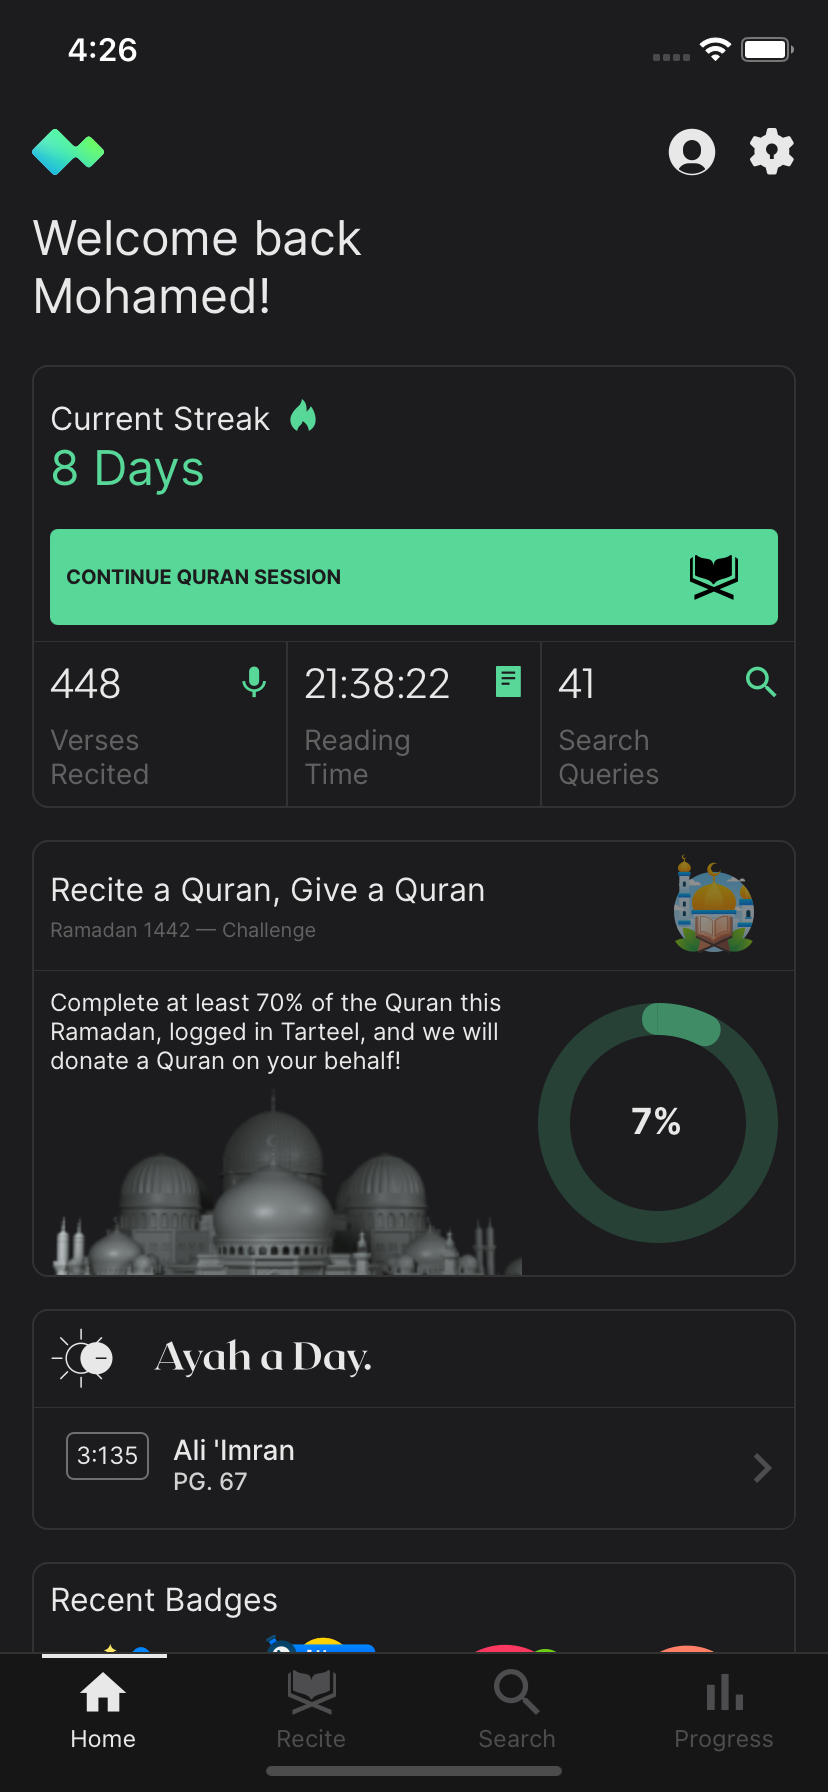 4:26
Welcome back
Mohamed!
Current Streak
8 Days
CONTINUE QURAN SESSION
448
Verses
Recited
21:38:22
Reading
Time
41
Search
Queries
Recite a Quran, Give a Quran
Ramadan 1442 — Challenge
Complete at least 70% of the Quran this
Ramadan, logged in Tarteel, and we will
donate a Quran on your behalf!
7%
Ayah a Day.
3:135
Ali 'Imran
PG. 67
Recent Badges
Home
Recite
Search
Progress